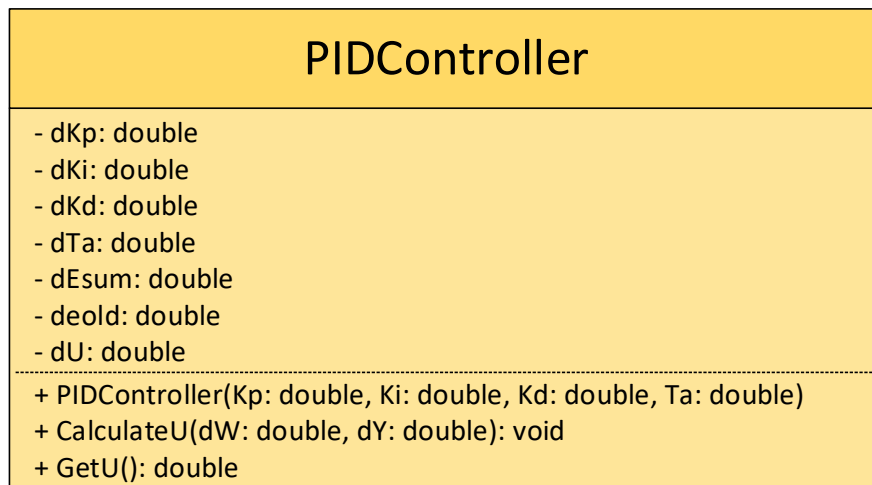 PIDController
- dKp: double
- dKi: double
- dKd: double
- dTa: double
- dEsum: double
- deold: double
- dU: double
+ PIDController(Kp: double, Ki: double, Kd: double, Ta: double)
+ CalculateU(dW: double, dY: double): void
+ GetU(): double